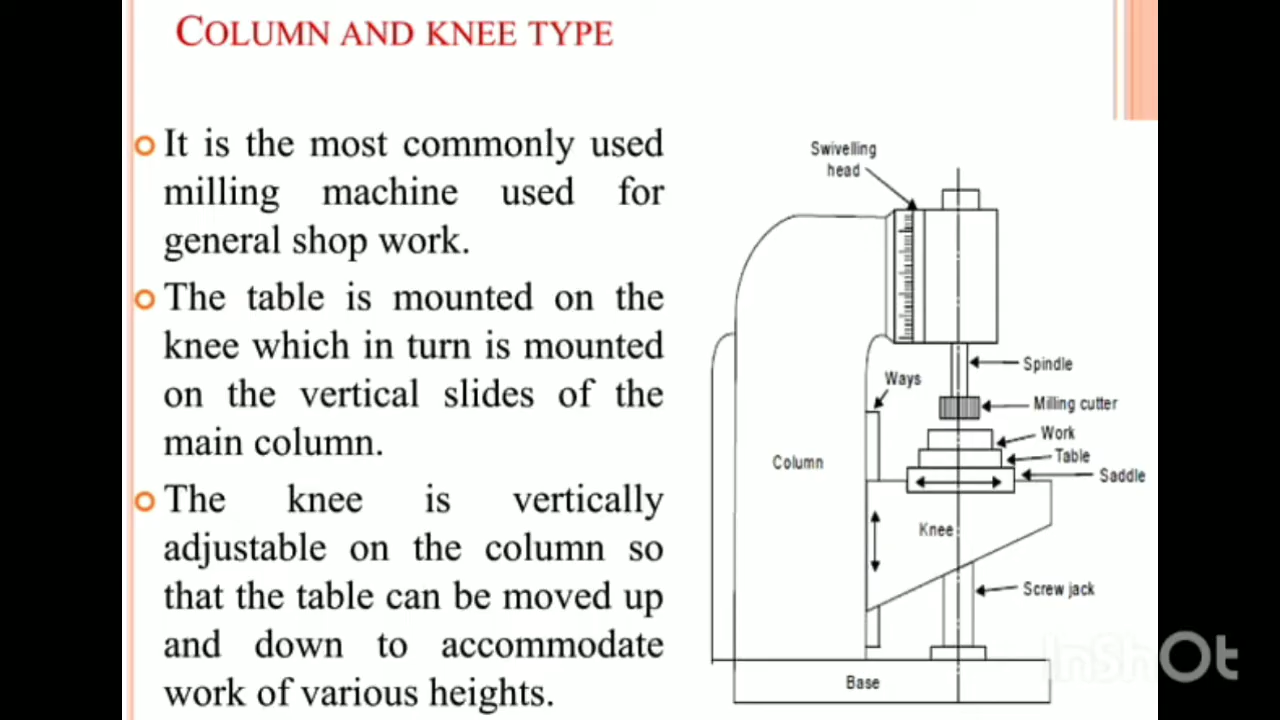 COLUMN AND KNEE TYPE
It is the most commonly used
milling machine used for
general shop work.
The table is mounted on the
knee which in turn is mounted
on the vertical slides of the
main column.
The knee is vertically
adjustable on the column so
that the table can be moved up
and down to accommodate
work of various heights.
Swivelling
head
Spindle
Ways
Milling cutter
Work
Table
Column
Saddle
Knee
Screw jack
Base
InShOt